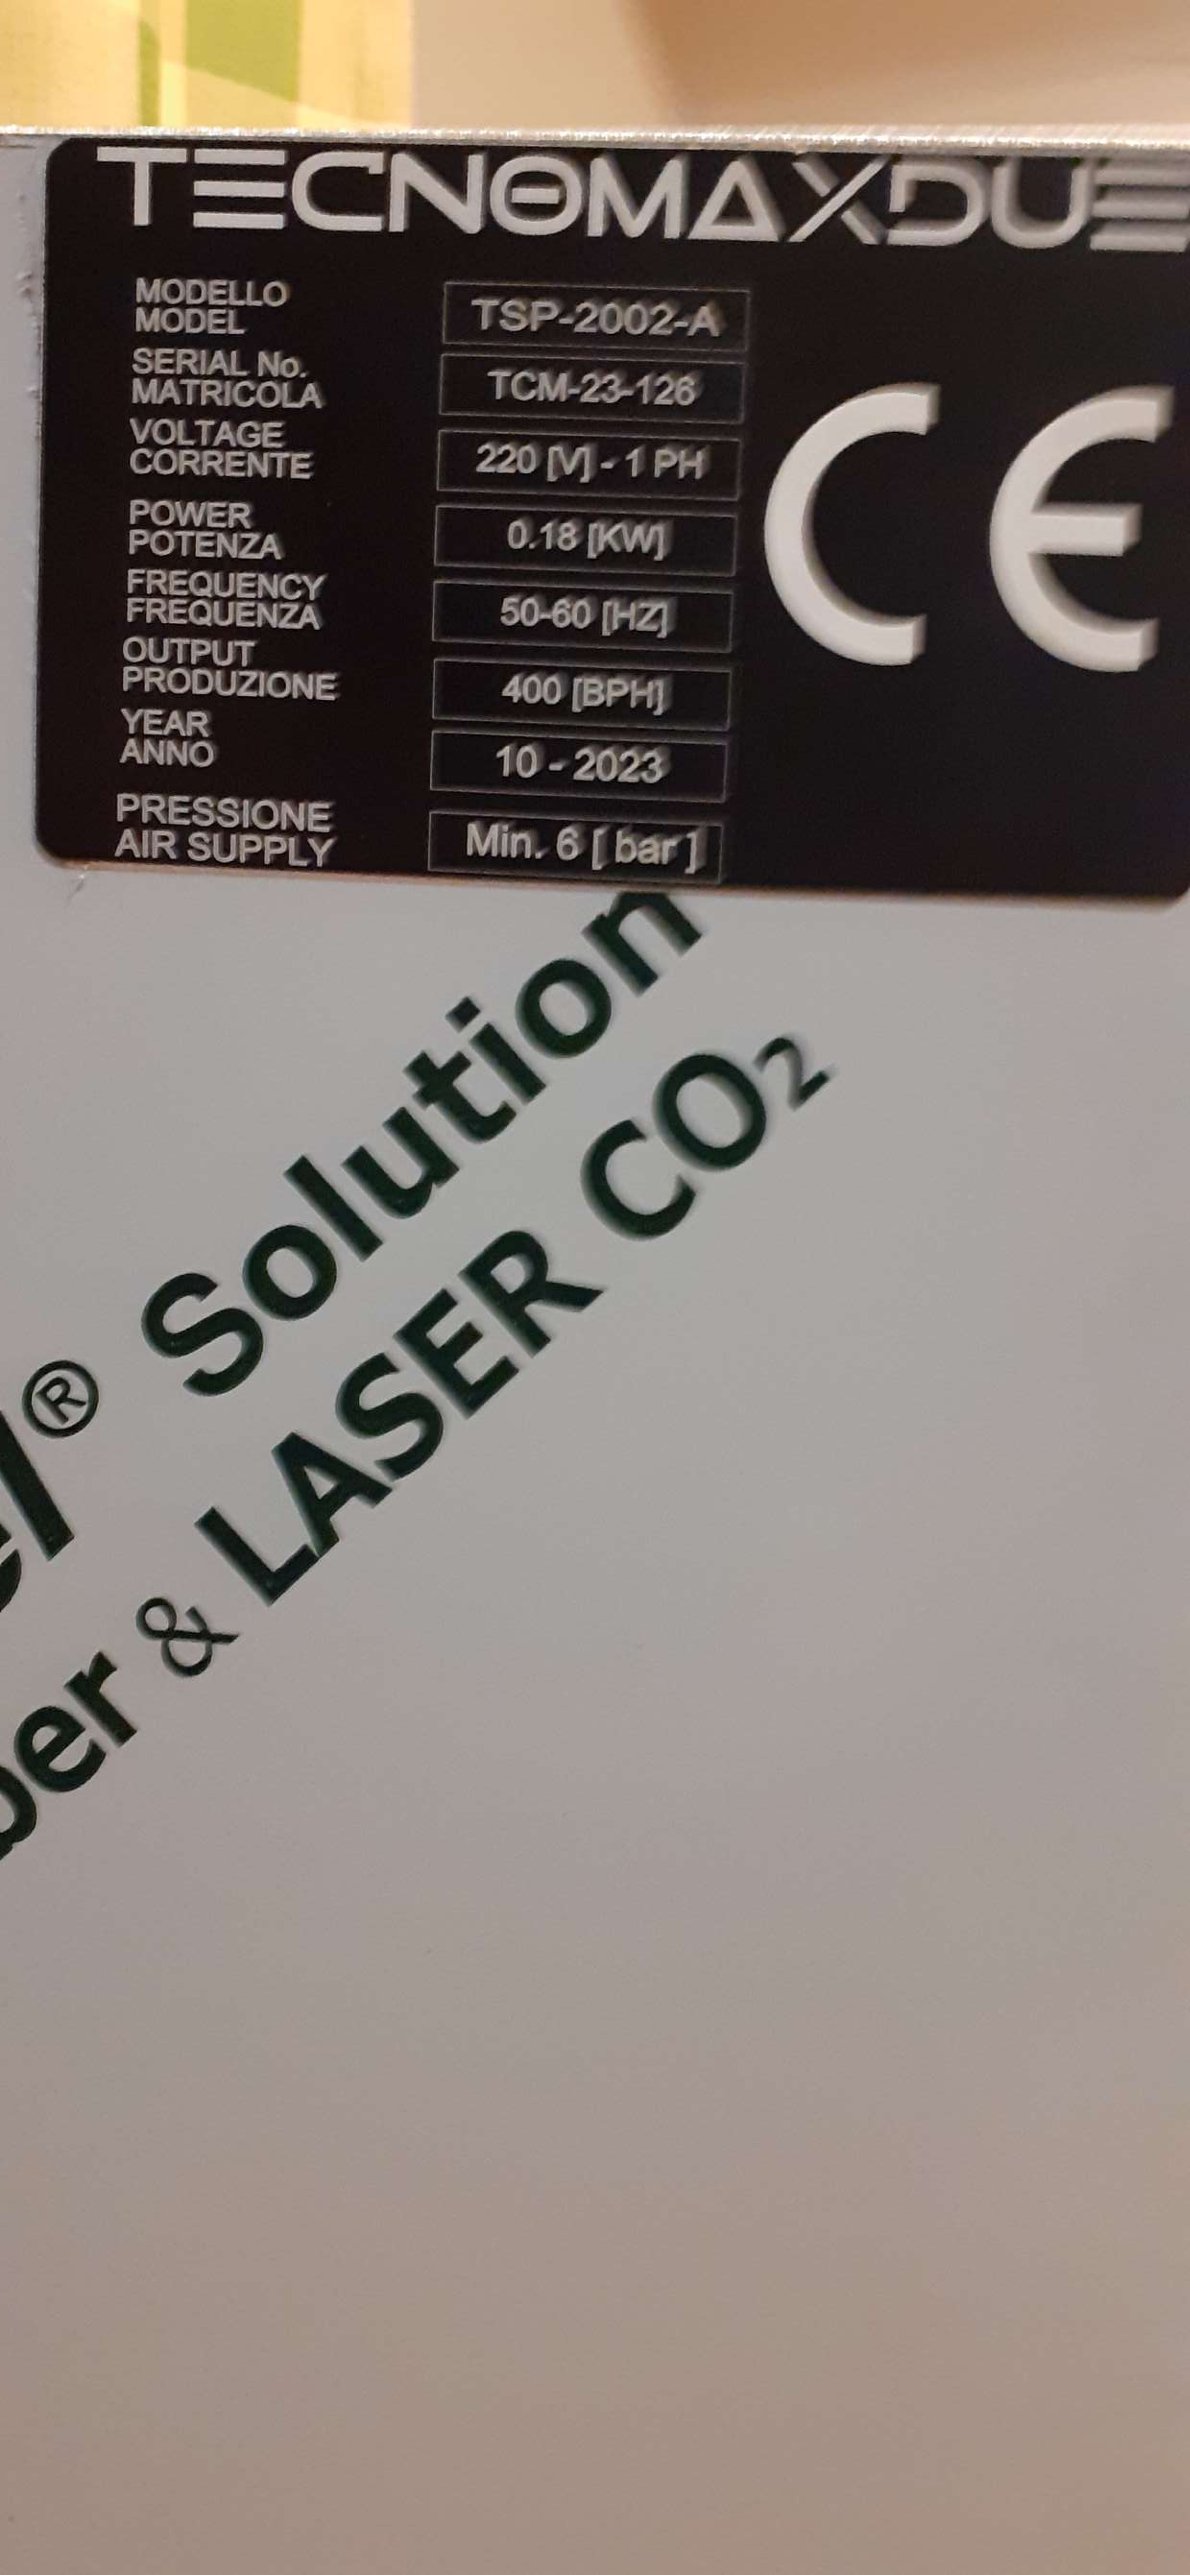 TECNOMAXDUE
MODELLO
MODEL
TSP-2002-A
SERIAL No.
MATRICOLA
TCM-23-126
VOLTAGE
CORRENTE
220 [V] - 1 PH
POWER
POTENZA
0.18 [KW]
FREQUENCY
FREQUENZA
50-60 [HZ]
OUTPUT
PRODUZIONE
400 [BPH]
YEAR
ANNO
10 - 2023
PRESSIONE
AIR SUPPLY
Min. 6 [ bar ]
CE
® Solution
& LASER CO₂